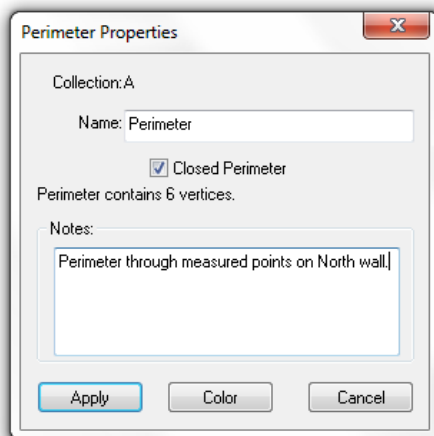 Perimeter Properties
Collection:A
Name: Perimeter
Closed Perimeter
Perimeter contains 6 vertices.
Notes:
Perimeter through measured points on North wall.
Apply Color Cancel